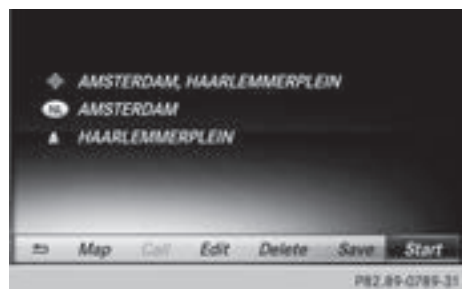 AMSTERDAM, HAARLEMMERPLEIN
NL AMSTERDAM
HAARLEMMERPLEIN
Map Call Edit Delete Save Start
P82.89-0789-31